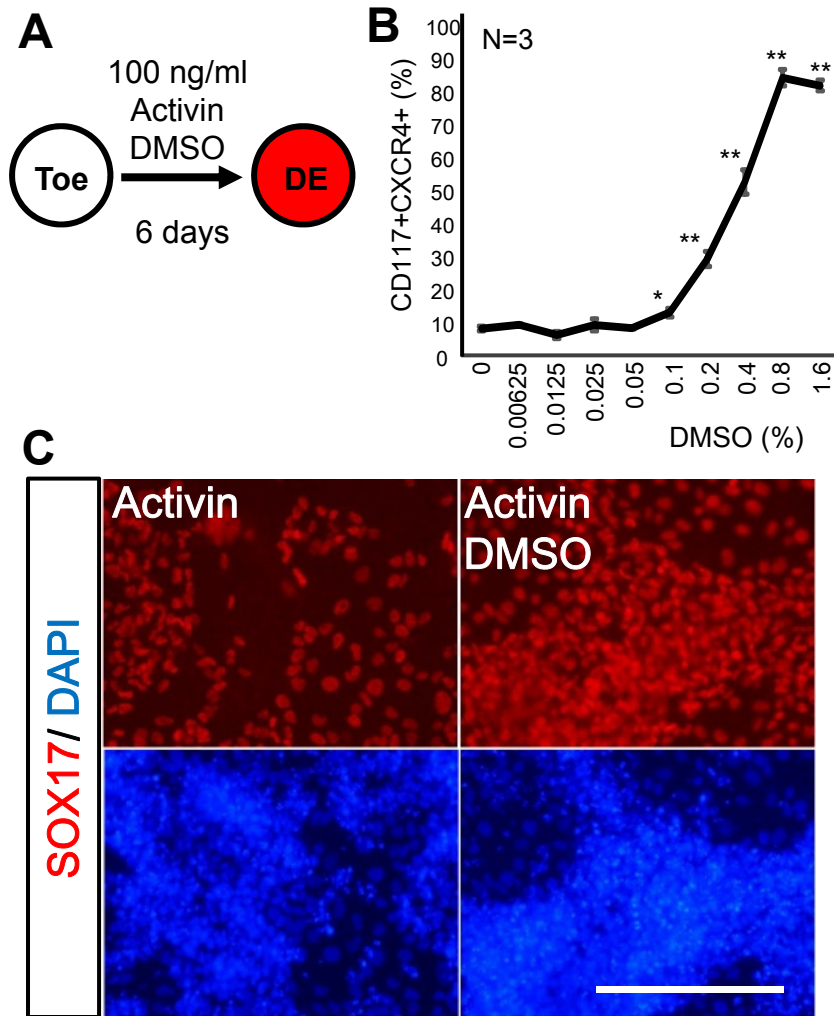 A
100 ng/ml
Activin
DMSO
Toe
DE
6 days
B
N=3
CD117+CXCR4+ (%)
100
90
80
70
60
50
40
30
20
10
0
*
**
**
**
**
0
0.00625
0.0125
0.025
0.05
0.1
0.2
0.4
0.8
1.6
DMSO (%)
C
SOX17/ DAPI
Activin
Activin
DMSO